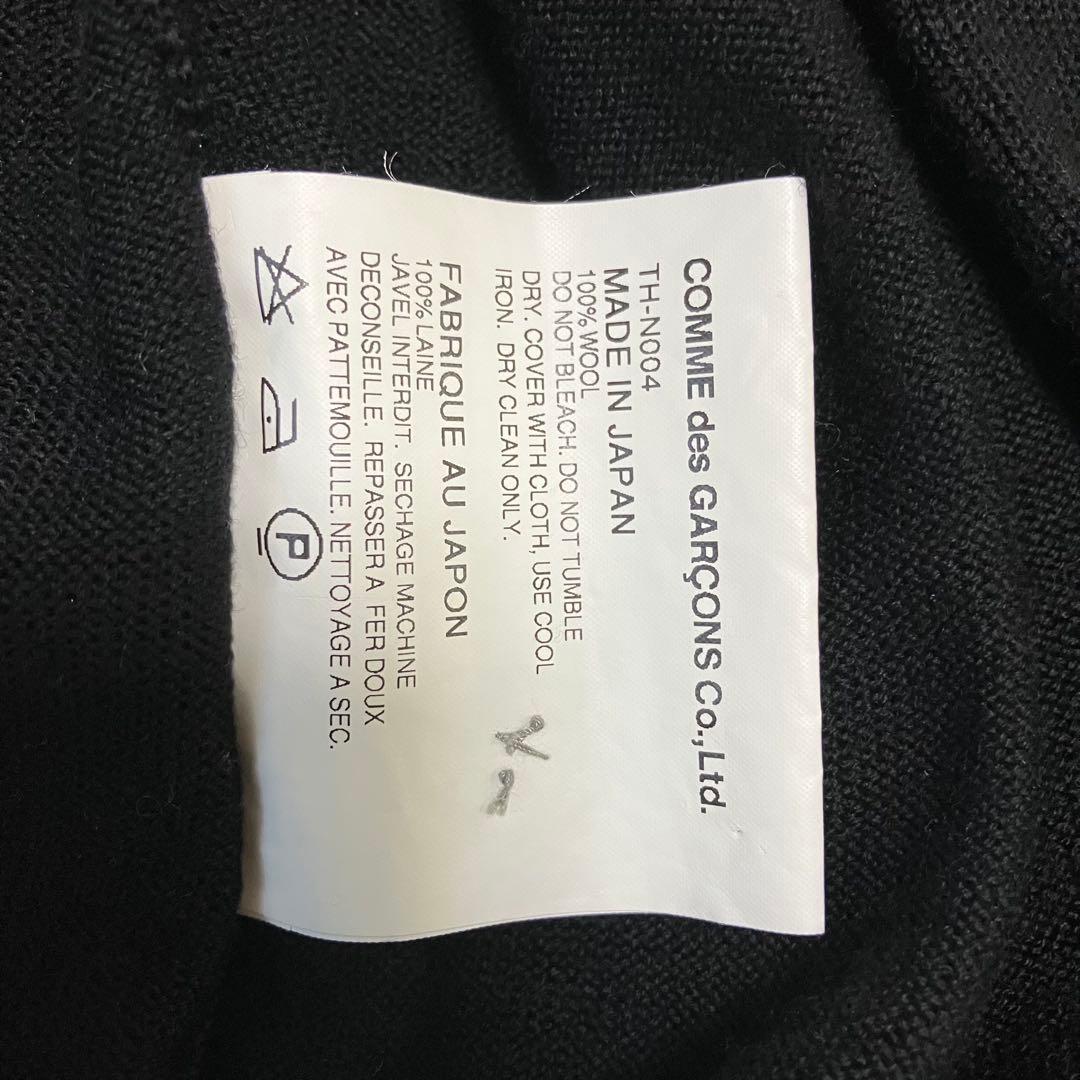 COMME des GARÇONS Co.,Ltd.
TH-N004
MADE IN JAPAN
100% WOOL
DO NOT BLEACH. DO NOT TUMBLE
DRY. COVER WITH CLOTH, USE COOL
IRON. DRY CLEAN ONLY.
FABRIQUE AU JAPON
100% LAINE
JAVEL INTERDIT. SECHAGE MACHINE
DECONSEILLE. REPASSER A FER DOUX
AVEC PATTEMOUILLE. NETTOYAGE A SEC.
P